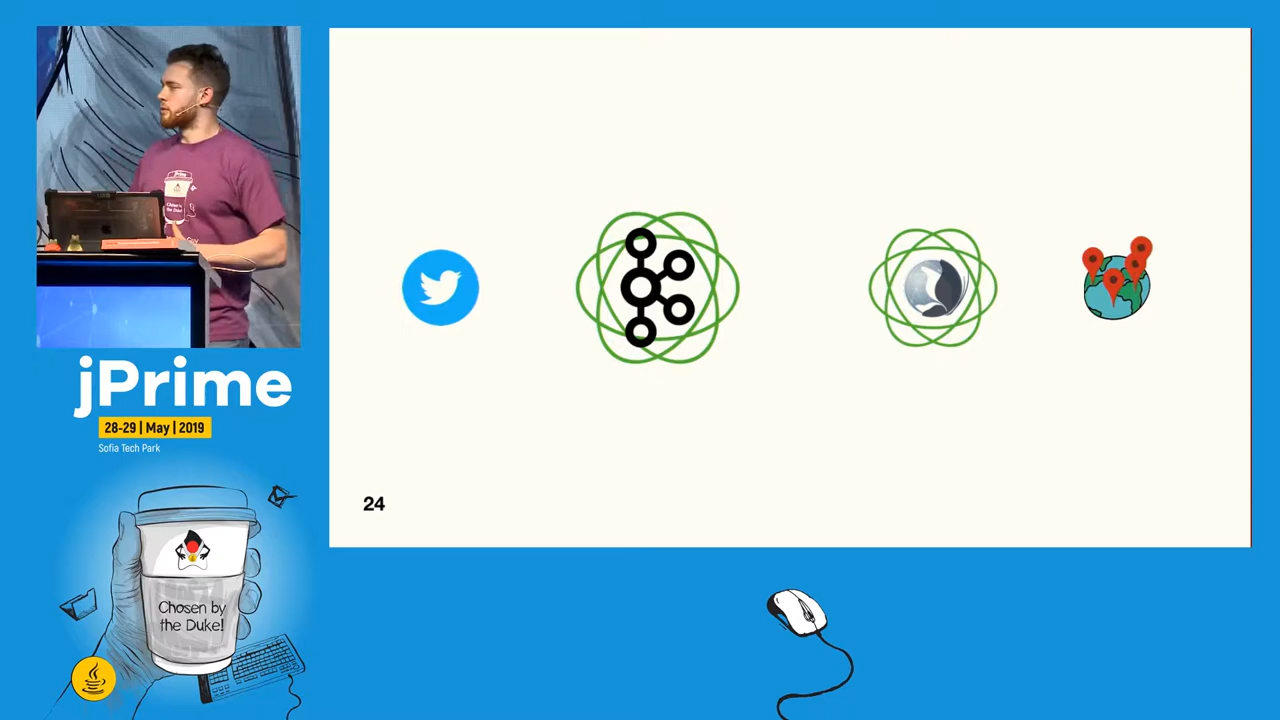 jPrime
28-29 | May | 2019
Sofia Tech Park
Chosen by
the Duke!
24